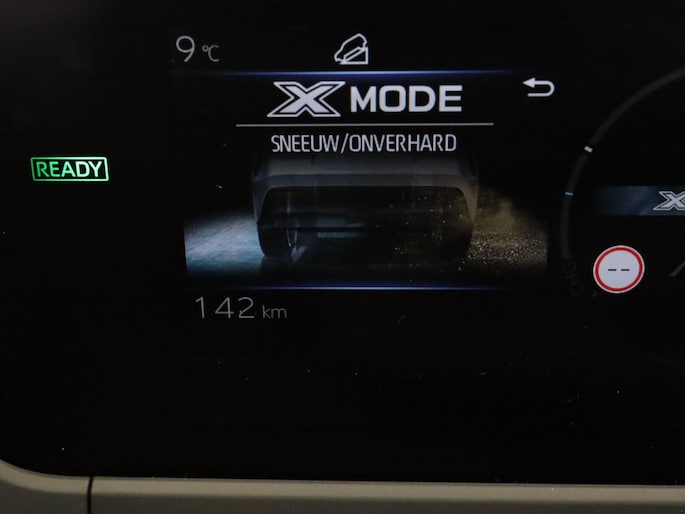 9 °C
X MODE
SNEEUW/ONVERHARD
READY
X
--
142 km